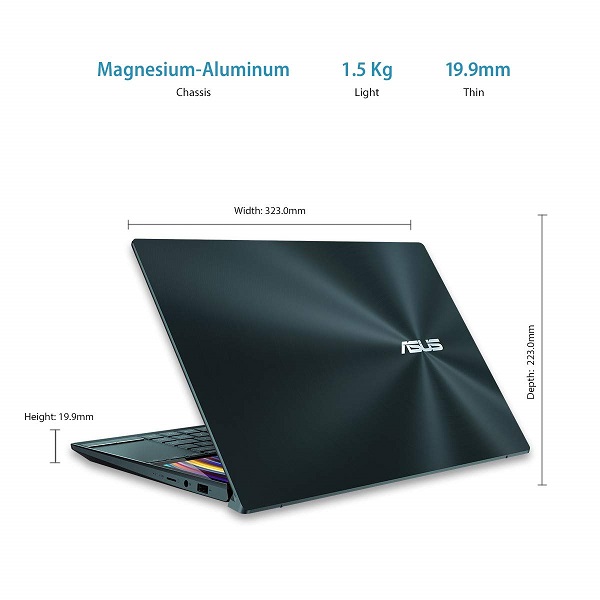 Magnesium-Aluminum
Chassis
1.5 Kg
Light
19.9mm
Thin
Width: 323.0mm
Depth: 223.0mm
Height: 19.9mm
ASUS